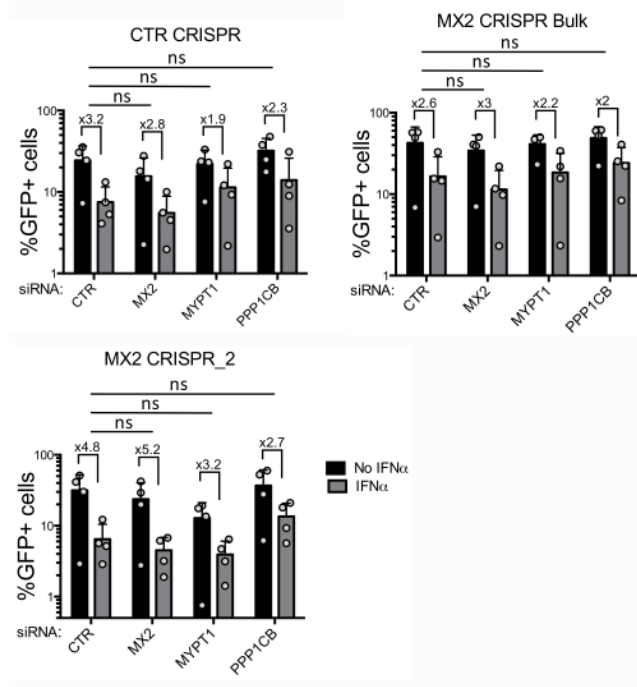 CTR CRISPR
ns
ns
ns
x3.2
x2.8
x1.9
x2.3
%GFP+ cells
100
10
1
siRNA:
CTR
MX2
MYPT1
PPP1CB
MX2 CRISPR Bulk
ns
ns
ns
x2.6
x3
x2.2
x2
%GFP+ cells
100
10
1
siRNA:
CTR
MX2
MYPT1
PPP1CB
MX2 CRISPR_2
ns
ns
ns
x4.8
x5.2
x3.2
x2.7
%GFP+ cells
100
10
1
siRNA:
CTR
MX2
MYPT1
PPP1CB
No IFNα
IFNα